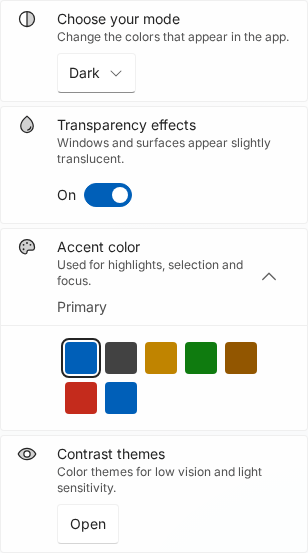 Choose your mode
Change the colors that appear in the app.
Dark
Transparency effects
Windows and surfaces appear slightly
translucent.
On
Accent color
Used for highlights, selection and
focus.
Primary
Contrast themes
Color themes for low vision and light
sensitivity.
Open